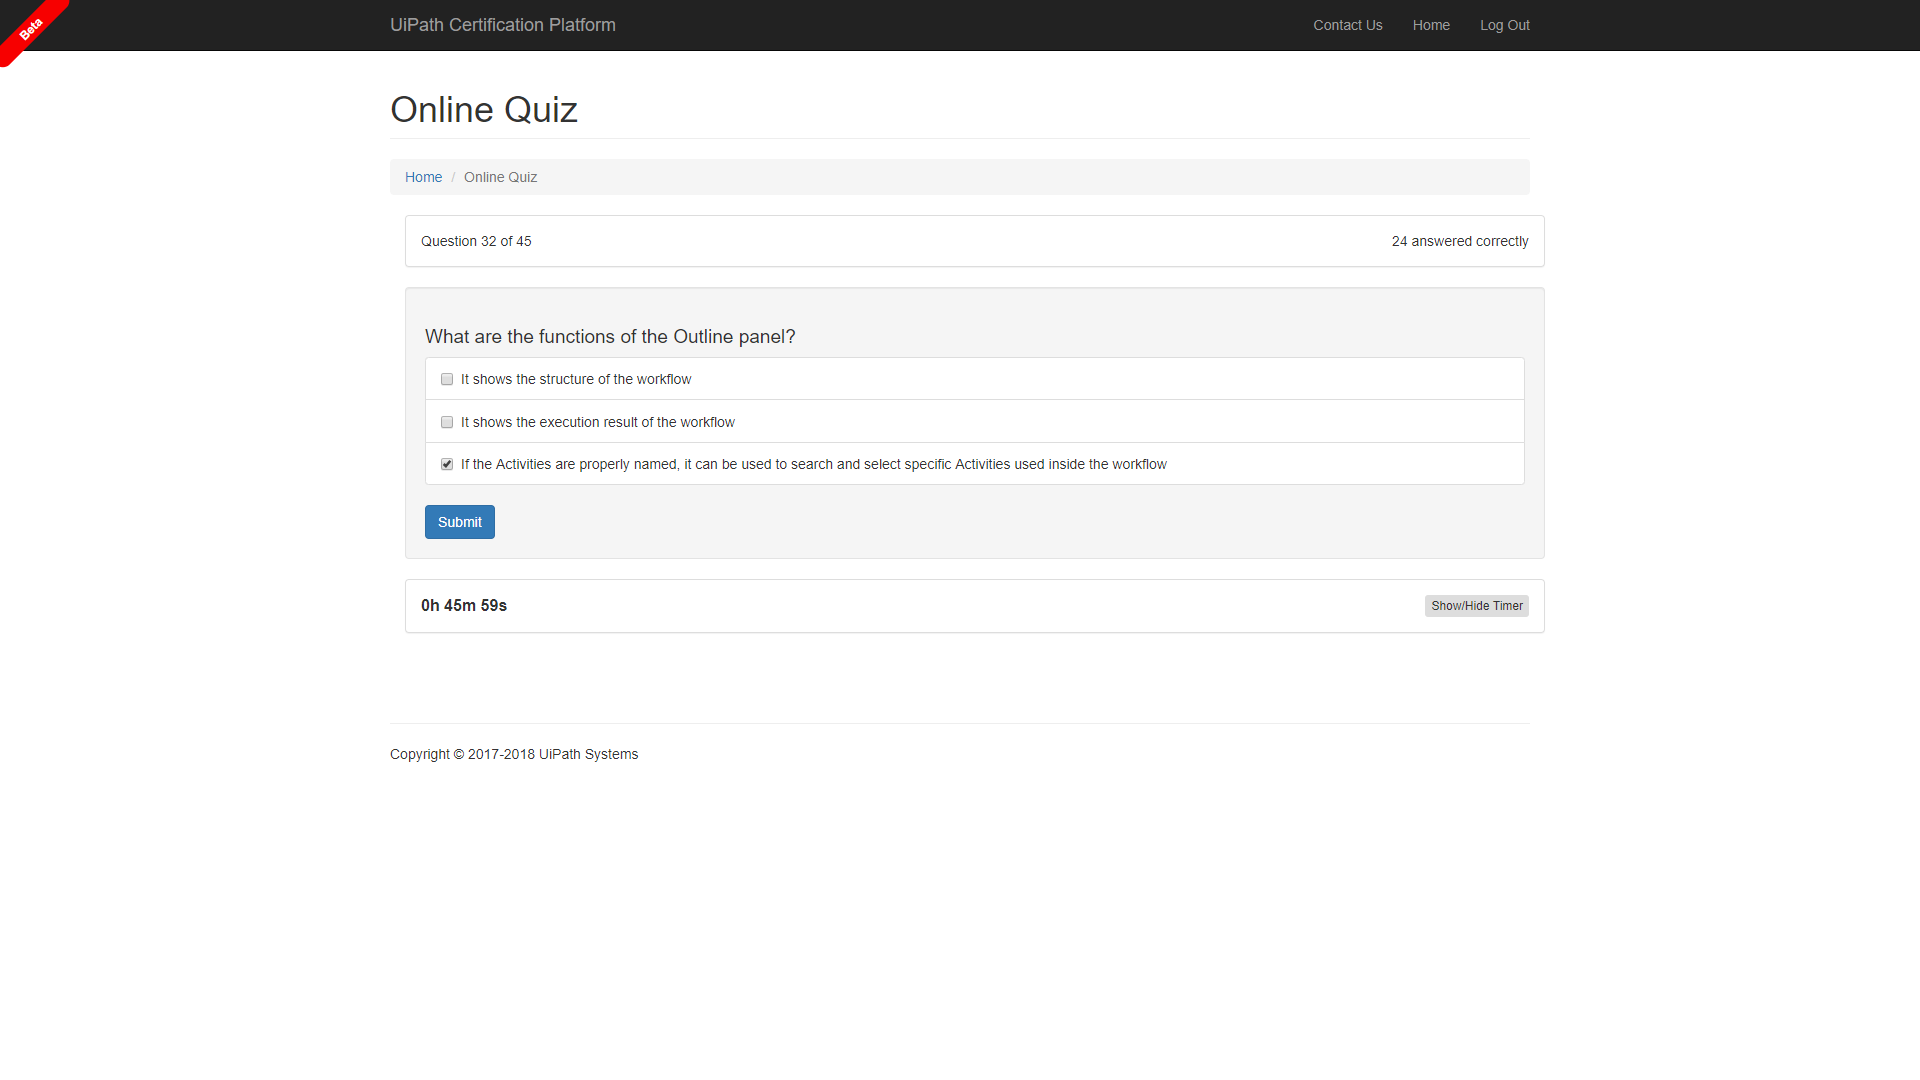 Beta
UiPath Certification Platform
Contact Us
Home
Log Out
Online Quiz
Home / Online Quiz
Question 32 of 45
24 answered correctly
What are the functions of the Outline panel?
It shows the structure of the workflow
It shows the execution result of the workflow
If the Activities are properly named, it can be used to search and select specific Activities used inside the workflow
Submit
0h 45m 59s
Show/Hide Timer
Copyright © 2017-2018 UiPath Systems